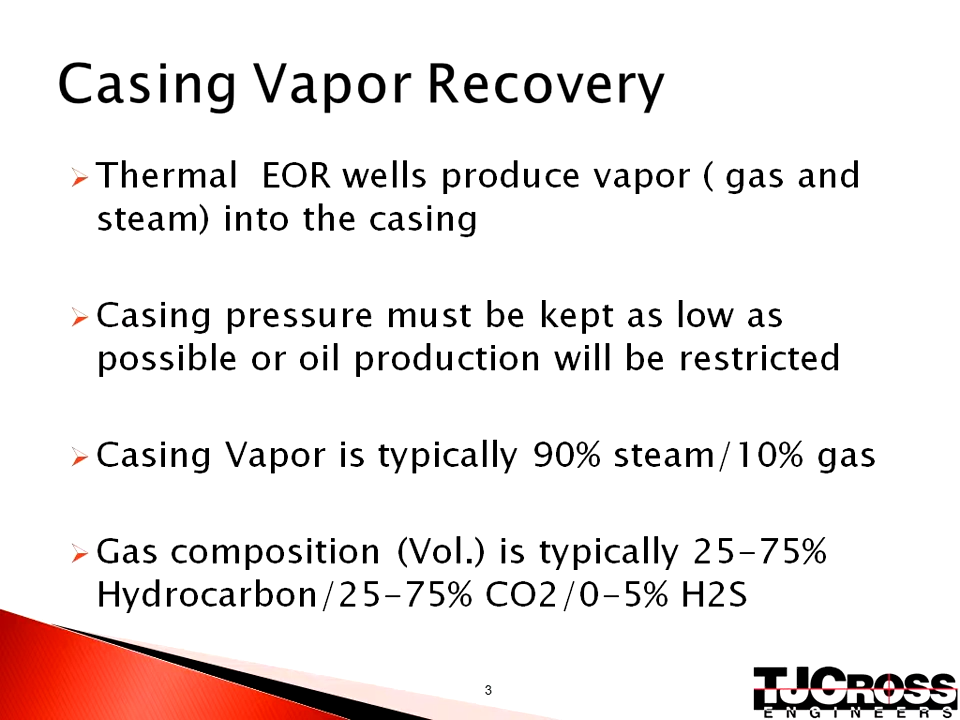 Casing Vapor Recovery
➢ Thermal  EOR wells produce vapor ( gas and
steam) into the casing
➢ Casing pressure must be kept as low as
possible or oil production will be restricted
➢ Casing Vapor is typically 90% steam/10% gas
➢ Gas composition (Vol.) is typically 25-75%
Hydrocarbon/25-75% CO2/0-5% H2S
3
TJCROSS
ENGINEERS